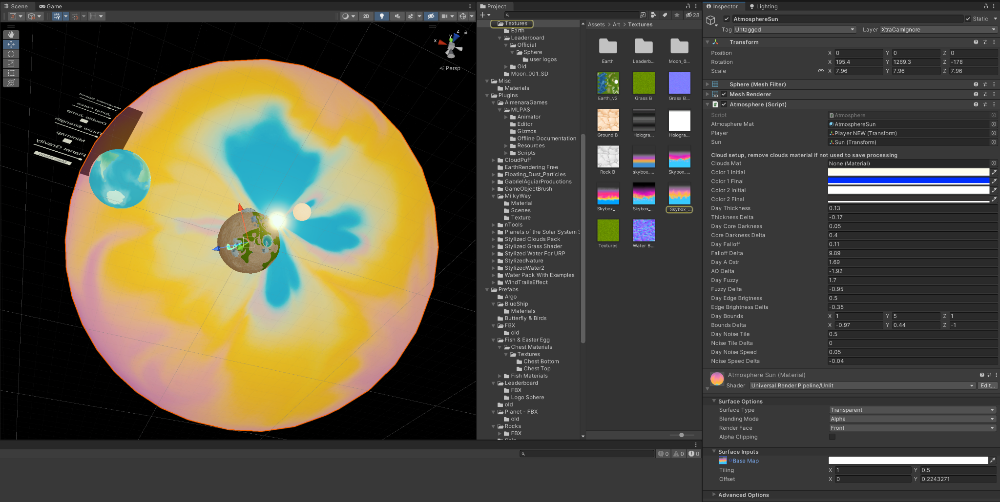 Scene
Game
2D
Persp
x
y
z
Movement Speed
Jump Force
Double Jump
Throw Strength
Minimap
Planet Gravity
Main Menu
0
0
0
Project
28
Textures
Earth
Leaderboard
Official
Sphere
user logos
Old
Moon_001_SD
Misc
Materials
Plugins
AlmenaraGames
MLPAS
Animator
Editor
Gizmos
Offline Documentation
Resources
Scripts
CloudPuff
EarthRendering Free
Floating_Dust_Particles
GabrielAguiarProductions
GameObjectBrush
MilkyWay
Material
Scenes
Texture
nTools
Planets of the Solar System 3
Stylized Clouds Pack
Stylized Grass Shader
Stylized Water For URP
StylizedNature
StylizedWater2
Water Pack With Examples
WindTrailsEffect
Prefabs
Argo
BlueShip
Materials
Butterfly & Birds
FBX
old
Fish & Easter Egg
Chest Materials
Textures
Chest Bottom
Chest Top
Fish Materials
Leaderboard
FBX
Logo Sphere
old
Planet - FBX
old
Rocks
FBX
Assets > Art > Textures
Earth Leaderb... Moon_0...
Earth_v2 Grass B Grass B...
Ground B Hologra... Hologra...
Rock B skybox_... Skybox_...
Skybox_... Skybox_... Skybox_...
Textures Water B...
Inspector
Lighting
AtmosphereSun Static
Tag Untagged Layer XtraCamIgnore
Transform
Position X 0 Y 0 Z 0
Rotation X 195.4 Y 1269.3 Z -178
Scale X 7.96 Y 7.96 Z 7.96
Sphere (Mesh Filter)
Mesh Renderer
# Atmosphere (Script)
Script Atmosphere
Atmosphere Mat AtmosphereSun
Player Player NEW (Transform)
Sun Sun (Transform)
Cloud setup, remove clouds material if not used to save processing
Clouds Mat None (Material)
Color 1 Initial
Color 1 Final
Color 2 Initial
Color 2 Final
Day Thickness 0.13
Thickness Delta -0.17
Day Core Darkness 0.05
Core Darkness Delta 0.4
Day Falloff 0.11
Falloff Delta 9.89
Day A Ostr 1.69
AO Delta -1.92
Day Fuzzy 1.7
Fuzzy Delta -0.95
Day Edge Brigtness 0.5
Edge Brightness Delta -0.35
Day Bounds X 1 Y 5 Z 1
Bounds Delta X -0.97 Y 0.44 Z -1
Day Noise Tile 0.5
Noise Tile Delta 0
Day Noise Speed 0.05
Noise Speed Delta -0.04
Atmosphere Sun (Material)
Shader Universal Render Pipeline/Unlit Edit...
Surface Options
Surface Type Transparent
Blending Mode Alpha
Render Face Front
Alpha Clipping
Surface Inputs
Base Map
Tiling X 1 Y 0.5
Offset X 0 Y 0.2243271
Advanced Options